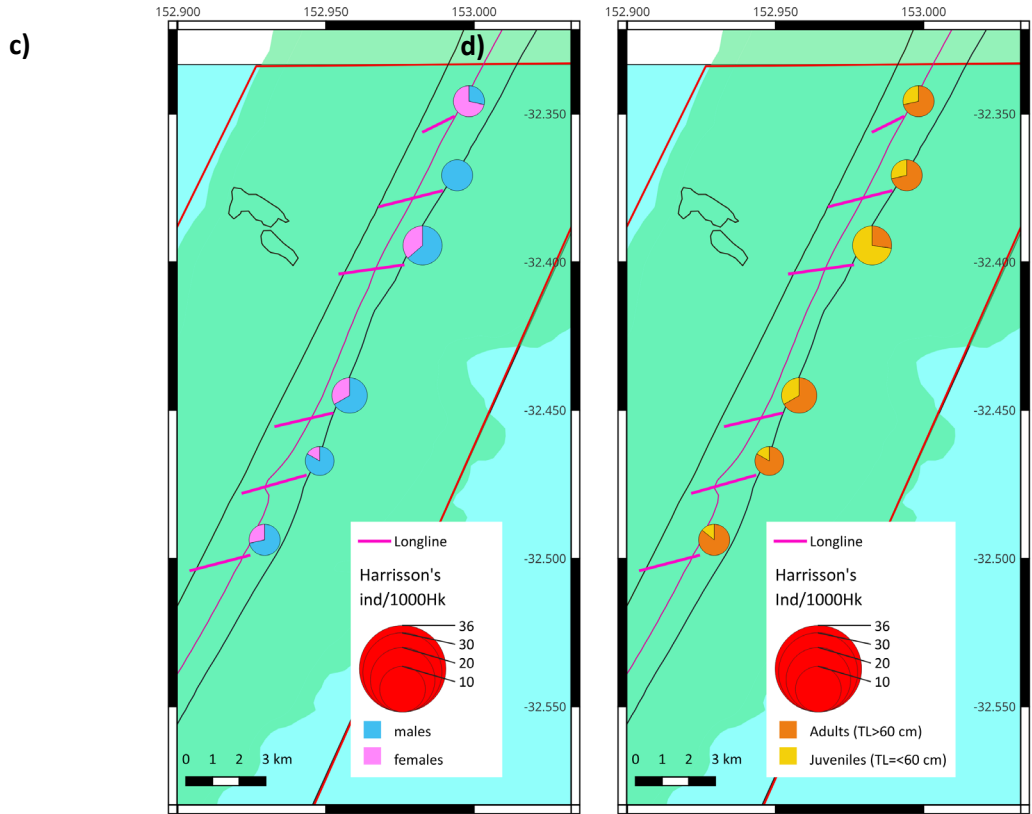 152.900 152.950 153.000
c)
-32.350
-32.400
-32.450
-32.500
-32.550
Longline
Harrisson's
ind/1000Hk
36
30
20
10
males
females
0 1 2 3 km
152.900 152.950 153.000
d)
-32.350
-32.400
-32.450
-32.500
-32.550
Longline
Harrisson's
Ind/1000Hk
36
30
20
10
Adults (TL>60 cm)
Juveniles (TL=<60 cm)
0 1 2 3 km